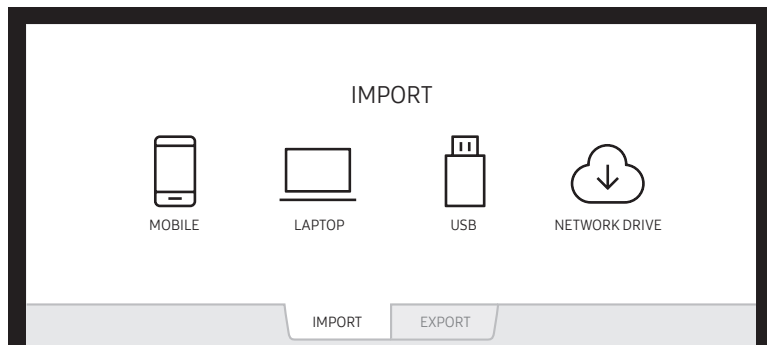 IMPORT
MOBILE LAPTOP USB NETWORK DRIVE
IMPORT EXPORT